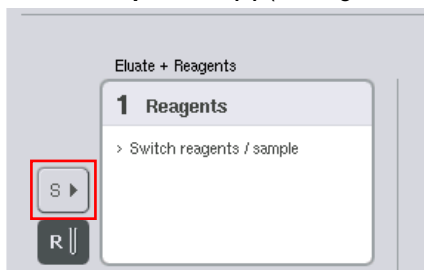 Eluate + Reagents
1 Reagents
> Switch reagents / sample
S
R